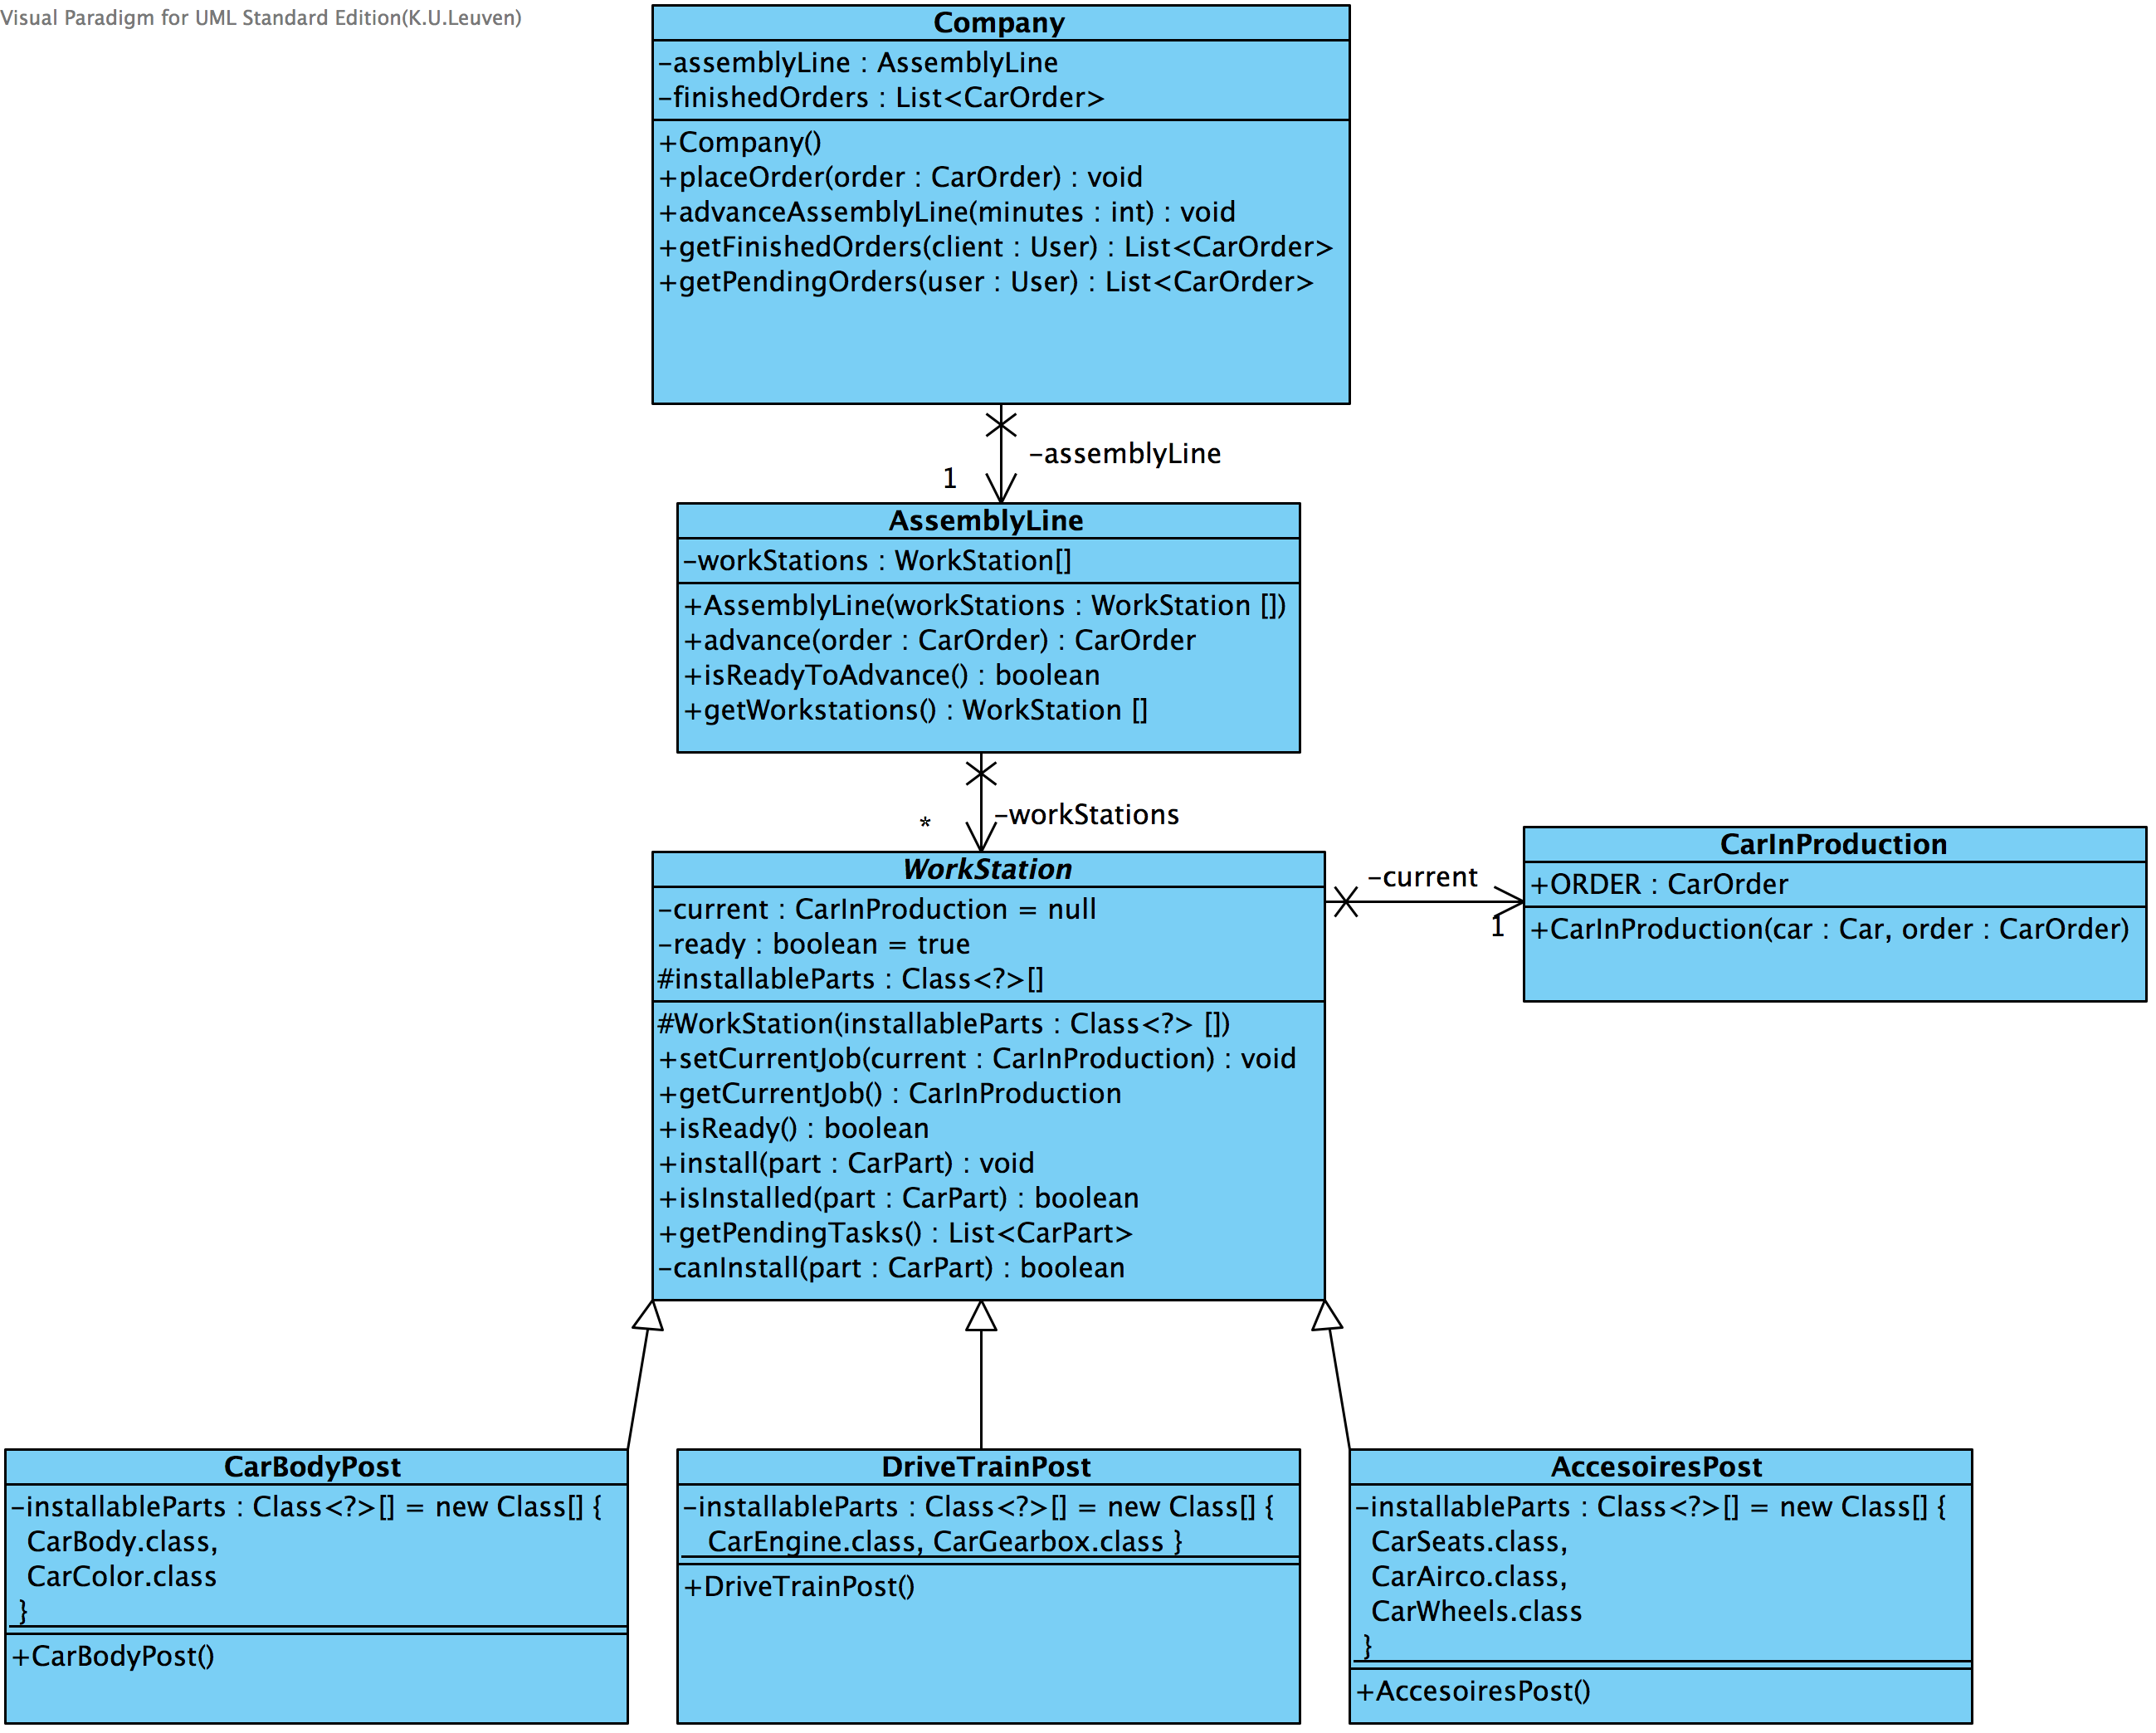 Visual Paradigm for UML Standard Edition(K.U.Leuven)
Company
-assemblyLine : AssemblyLine
-finishedOrders : List<CarOrder>
+Company()
+placeOrder(order : CarOrder) : void
+advanceAssemblyLine(minutes : int) : void
+getFinishedOrders(client : User) : List<CarOrder>
+getPendingOrders(user : User) : List<CarOrder>
-assemblyLine
1
AssemblyLine
-workStations : WorkStation[]
+AssemblyLine(workStations : WorkStation [])
+advance(order : CarOrder) : CarOrder
+isReadyToAdvance() : boolean
+getWorkstations() : WorkStation []
-workStations
*
WorkStation
-current : CarInProduction = null
-ready : boolean = true
#installableParts : Class<?>[]
#WorkStation(installableParts : Class<?> [])
+setCurrentJob(current : CarInProduction) : void
+getCurrentJob() : CarInProduction
+isReady() : boolean
+install(part : CarPart) : void
+isInstalled(part : CarPart) : boolean
+getPendingTasks() : List<CarPart>
-canInstall(part : CarPart) : boolean
-current
1
CarInProduction
+ORDER : CarOrder
+CarInProduction(car : Car, order : CarOrder)
CarBodyPost
-installableParts : Class<?>[] = new Class[] {
CarBody.class,
CarColor.class
}
+CarBodyPost()
DriveTrainPost
-installableParts : Class<?>[] = new Class[] {
CarEngine.class, CarGearbox.class }
+DriveTrainPost()
AccesoiresPost
-installableParts : Class<?>[] = new Class[] {
CarSeats.class,
CarAirco.class,
CarWheels.class
}
+AccesoiresPost()